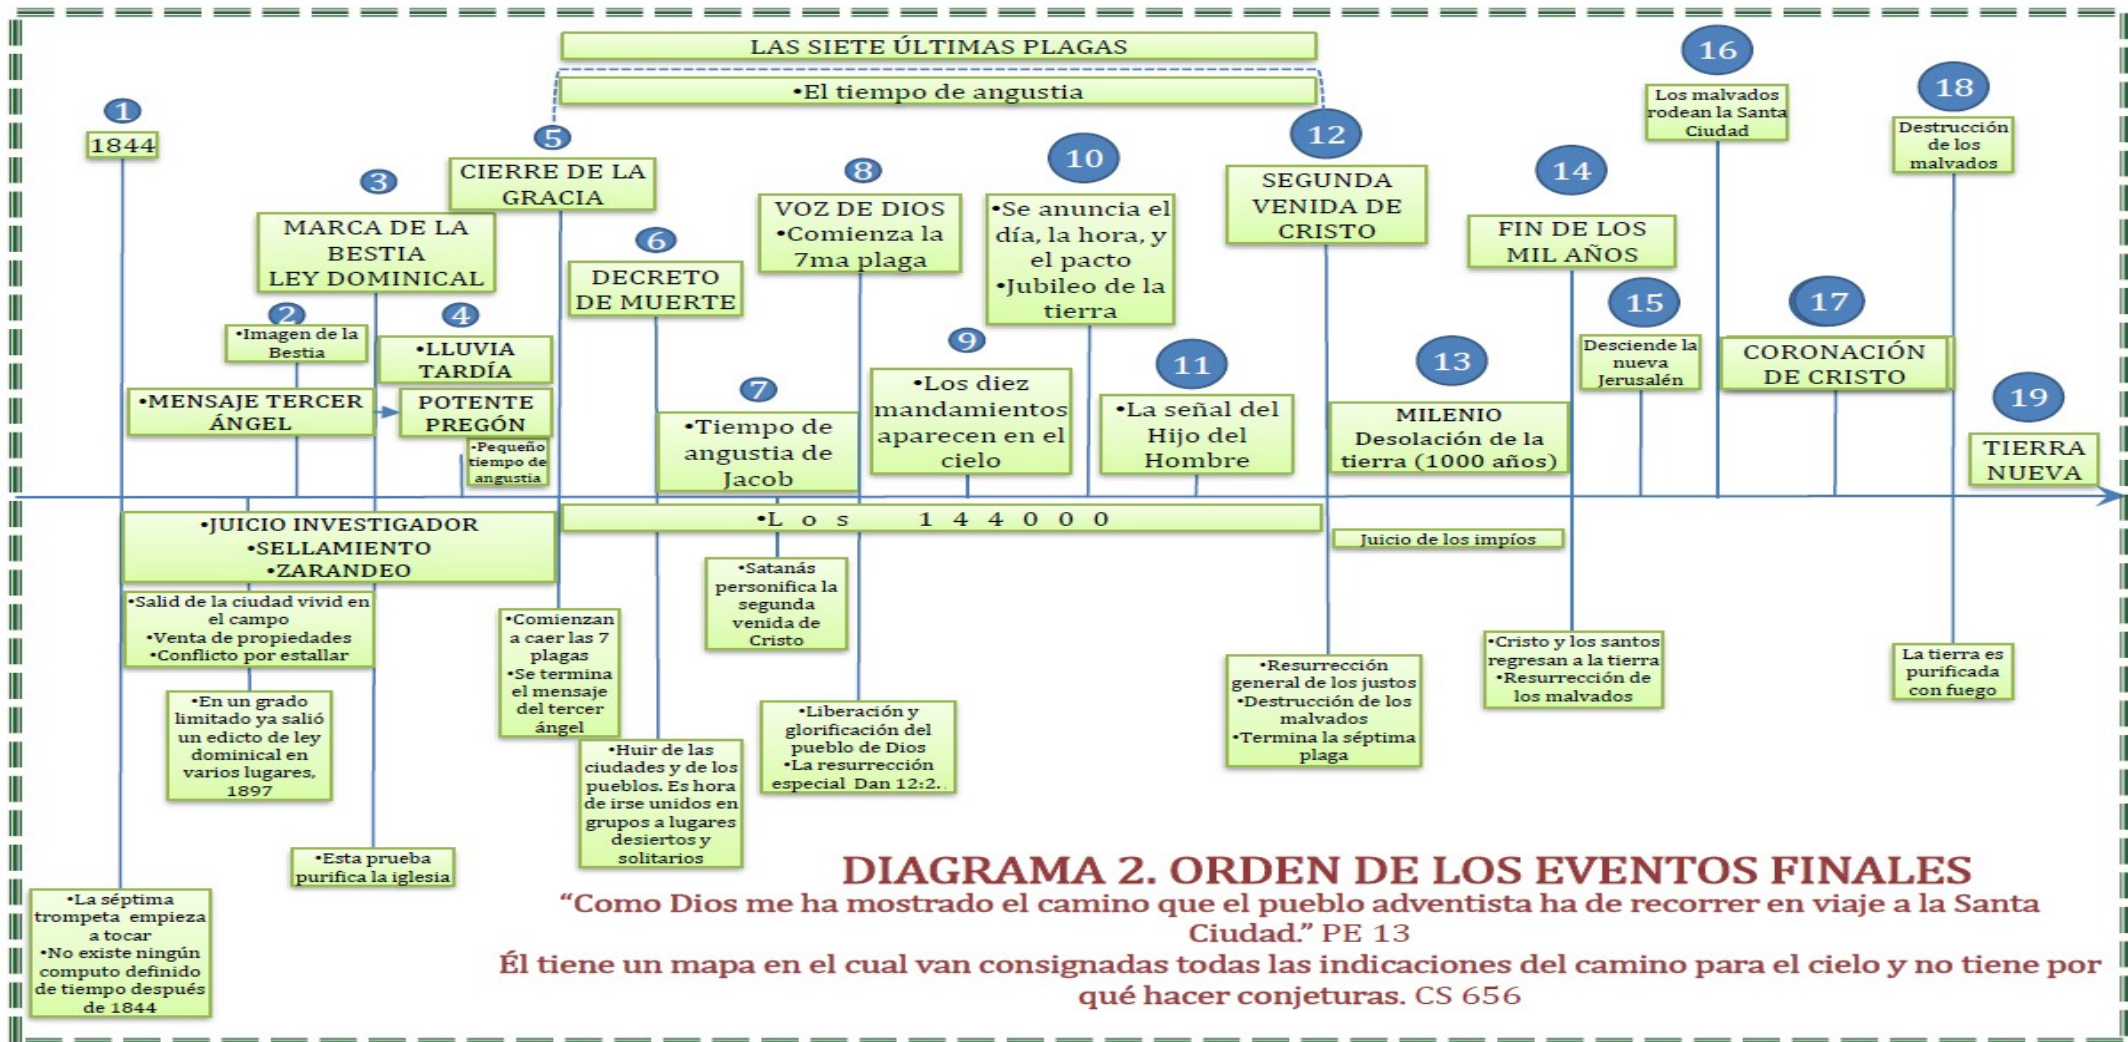 LAS SIETE ÚLTIMAS PLAGAS
•El tiempo de angustia
1
1844
2
•Imagen de la
Bestia
3
MARCA DE LA
BESTIA
LEY DOMINICAL
•MENSAJE TERCER
ÁNGEL
4
•LLUVIA
TARDÍA
POTENTE
PREGÓN
•Pequeño
tiempo de
angustia
5
CIERRE DE LA
GRACIA
6
DECRETO
DE MUERTE
7
•Tiempo de
angustia de
Jacob
8
VOZ DE DIOS
•Comienza la
7ma plaga
9
•Los diez
mandamientos
aparecen en el
cielo
10
•Se anuncia el
día, la hora, y
el pacto
•Jubileo de la
tierra
11
•La señal del
Hijo del
Hombre
12
SEGUNDA
VENIDA DE
CRISTO
13
MILENIO
Desolación de la
tierra (1000 años)
14
FIN DE LOS
MIL AÑOS
15
Desciende la
nueva
Jerusalén
16
Los malvados
rodean la Santa
Ciudad
17
CORONACIÓN
DE CRISTO
18
Destrucción
de los
malvados
19
TIERRA
NUEVA
•JUICIO INVESTIGADOR
•SELLAMIENTO
•ZARANDEO
•L o s 1 4 4 0 0 0
Juicio de los impíos
•Salid de la ciudad vivid en
el campo
•Venta de propiedades
•Conflicto por estallar
•En un grado
limitado ya salió
un edicto de ley
dominical en
varios lugares,
1897
•Esta prueba
purifica la iglesia
•La séptima
trompeta empieza
a tocar
•No existe ningún
computo definido
de tiempo después
de 1844
•Comienzan
a caer las 7
plagas
•Se termina
el mensaje
del tercer
ángel
•Huir de las
ciudades y de los
pueblos. Es hora
de irse unidos en
grupos a lugares
desiertos y
solitarios
•Satanás
personifica la
segunda
venida de
Cristo
•Liberación y
glorificación del
pueblo de Dios
•La resurrección
especial Dan 12:2.
•Resurrección
general de los justos
•Destrucción de los
malvados
•Termina la séptima
plaga
•Cristo y los santos
regresan a la tierra
•Resurrección de
los malvados
La tierra es
purificada
con fuego
DIAGRAMA 2. ORDEN DE LOS EVENTOS FINALES
“Como Dios me ha mostrado el camino que el pueblo adventista ha de recorrer en viaje a la Santa
Ciudad.” PE 13
Él tiene un mapa en el cual van consignadas todas las indicaciones del camino para el cielo y no tiene por
qué hacer conjeturas. CS 656